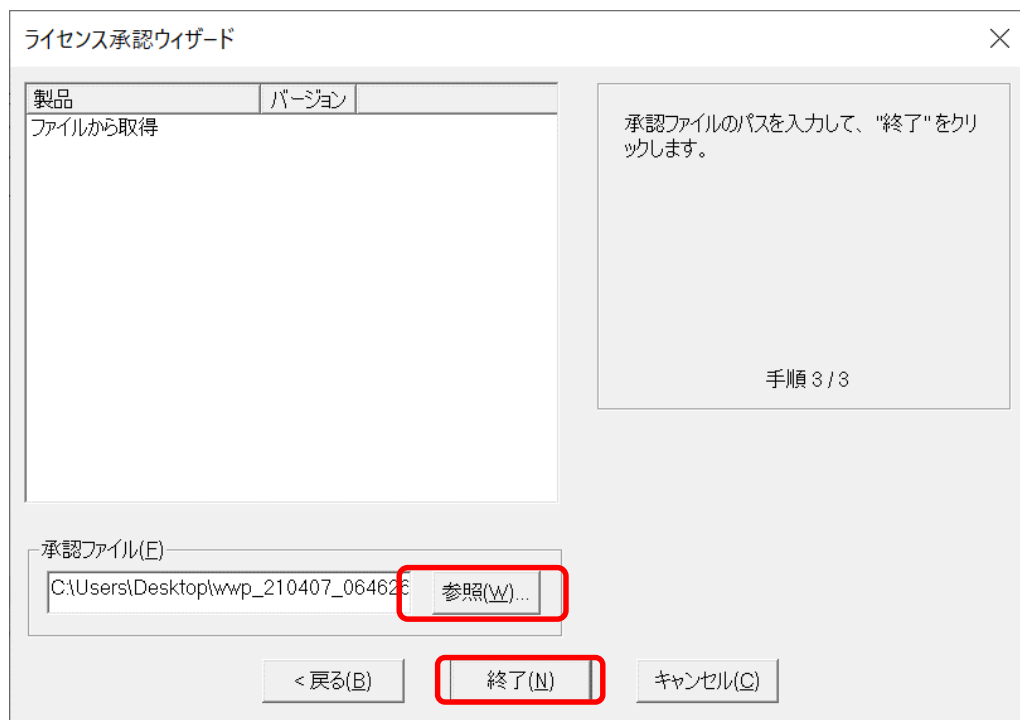 ライセンス承認ウィザード
製品 バージョン
ファイルから取得
承認ファイルのパスを入力して、"終了"をクリ
ックします。
手順 3 / 3
承認ファイル(F)
C:\Users\Desktop\wwp_210407_064626
参照(W)...
< 戻る(B) 終了(N) キャンセル(C)